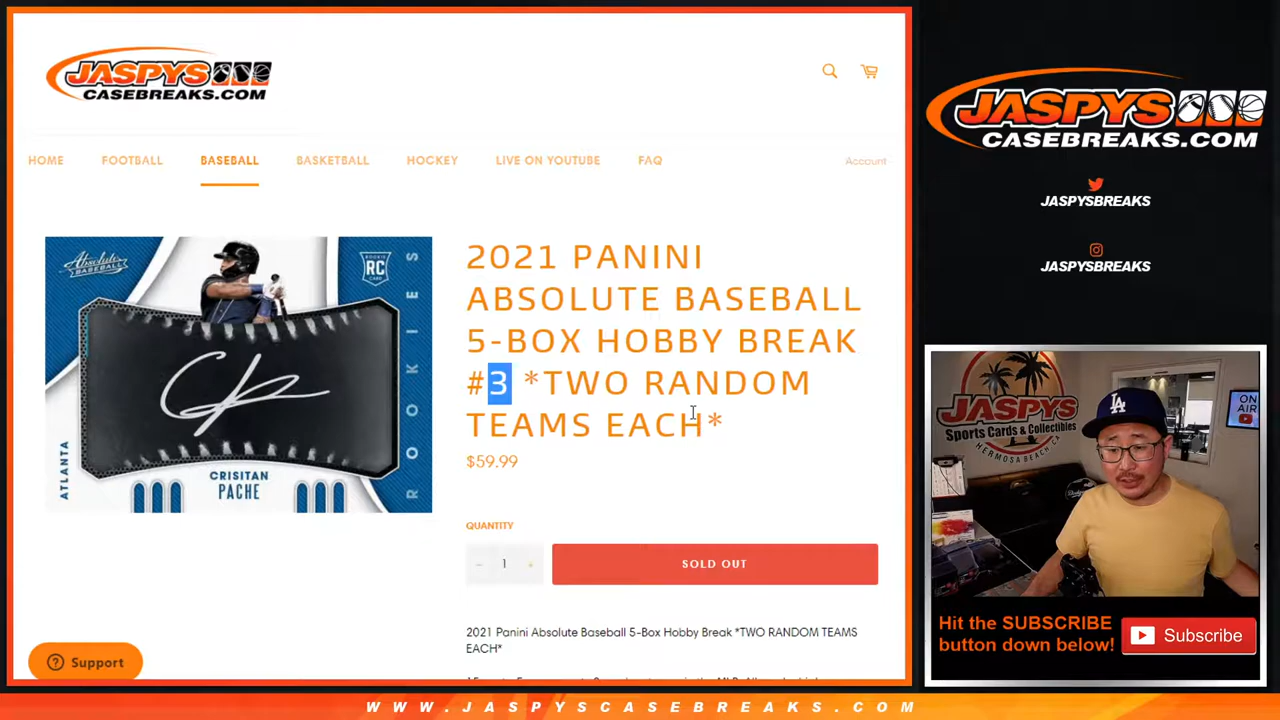 JASPYS
CASEBREAKS.COM
HOME FOOTBALL BASEBALL BASKETBALL HOCKEY LIVE ON YOUTUBE FAQ Account
Absolute
BASEBALL
RC
ROOKIES
ATLANTA
CRISITAN
PACHE
2021 PANINI
ABSOLUTE BASEBALL
5-BOX HOBBY BREAK
#3 *TWO RANDOM
TEAMS EACH*
$59.99
QUANTITY
− 1 +
SOLD OUT
2021 Panini Absolute Baseball 5-Box Hobby Break *TWO RANDOM TEAMS
EACH*
? Support
JASPYS
CASEBREAKS.COM
JASPYSBREAKS
JASPYSBREAKS
JASPYS
Sports Cards & Collectibles
HERMOSA BEACH CA
LA
ON
AIR
Hit the SUBSCRIBE
button down below!
Subscribe
WWW.JASPYSCASEBREAKS.COM